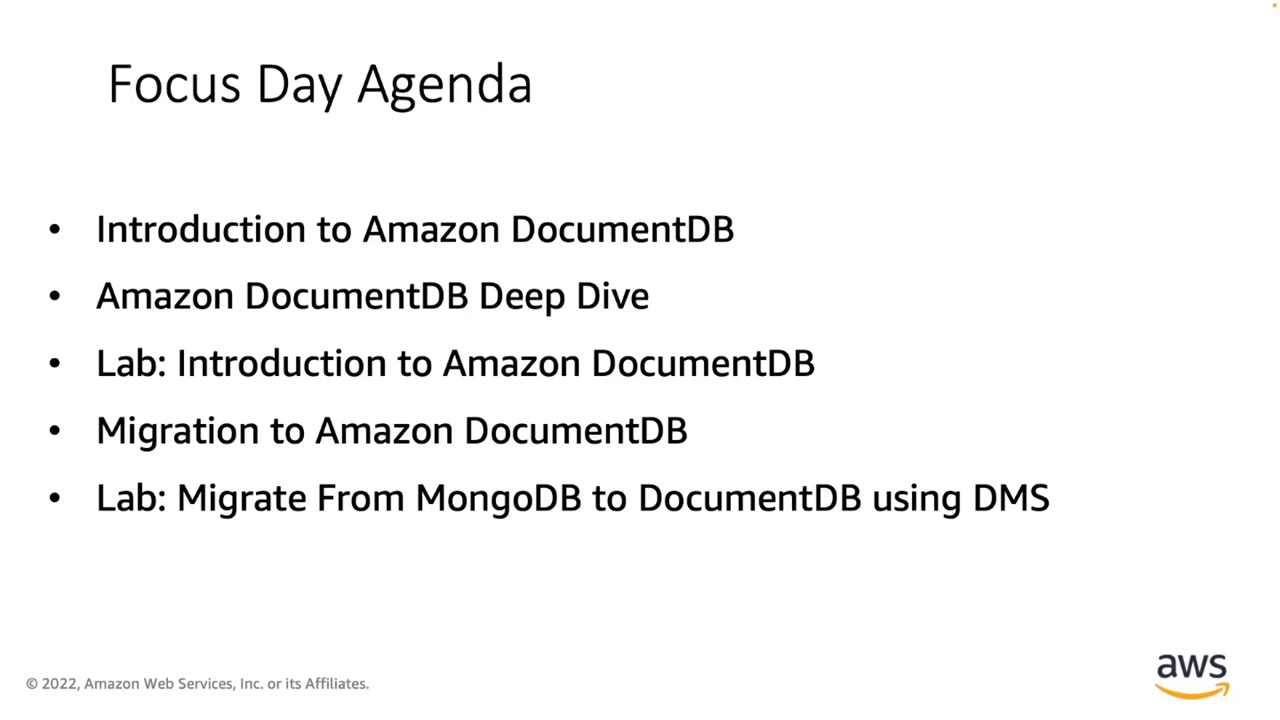 Focus Day Agenda
• Introduction to Amazon DocumentDB
• Amazon DocumentDB Deep Dive
• Lab: Introduction to Amazon DocumentDB
• Migration to Amazon DocumentDB
• Lab: Migrate From MongoDB to DocumentDB using DMS
© 2022, Amazon Web Services, Inc. or its Affiliates.
aws